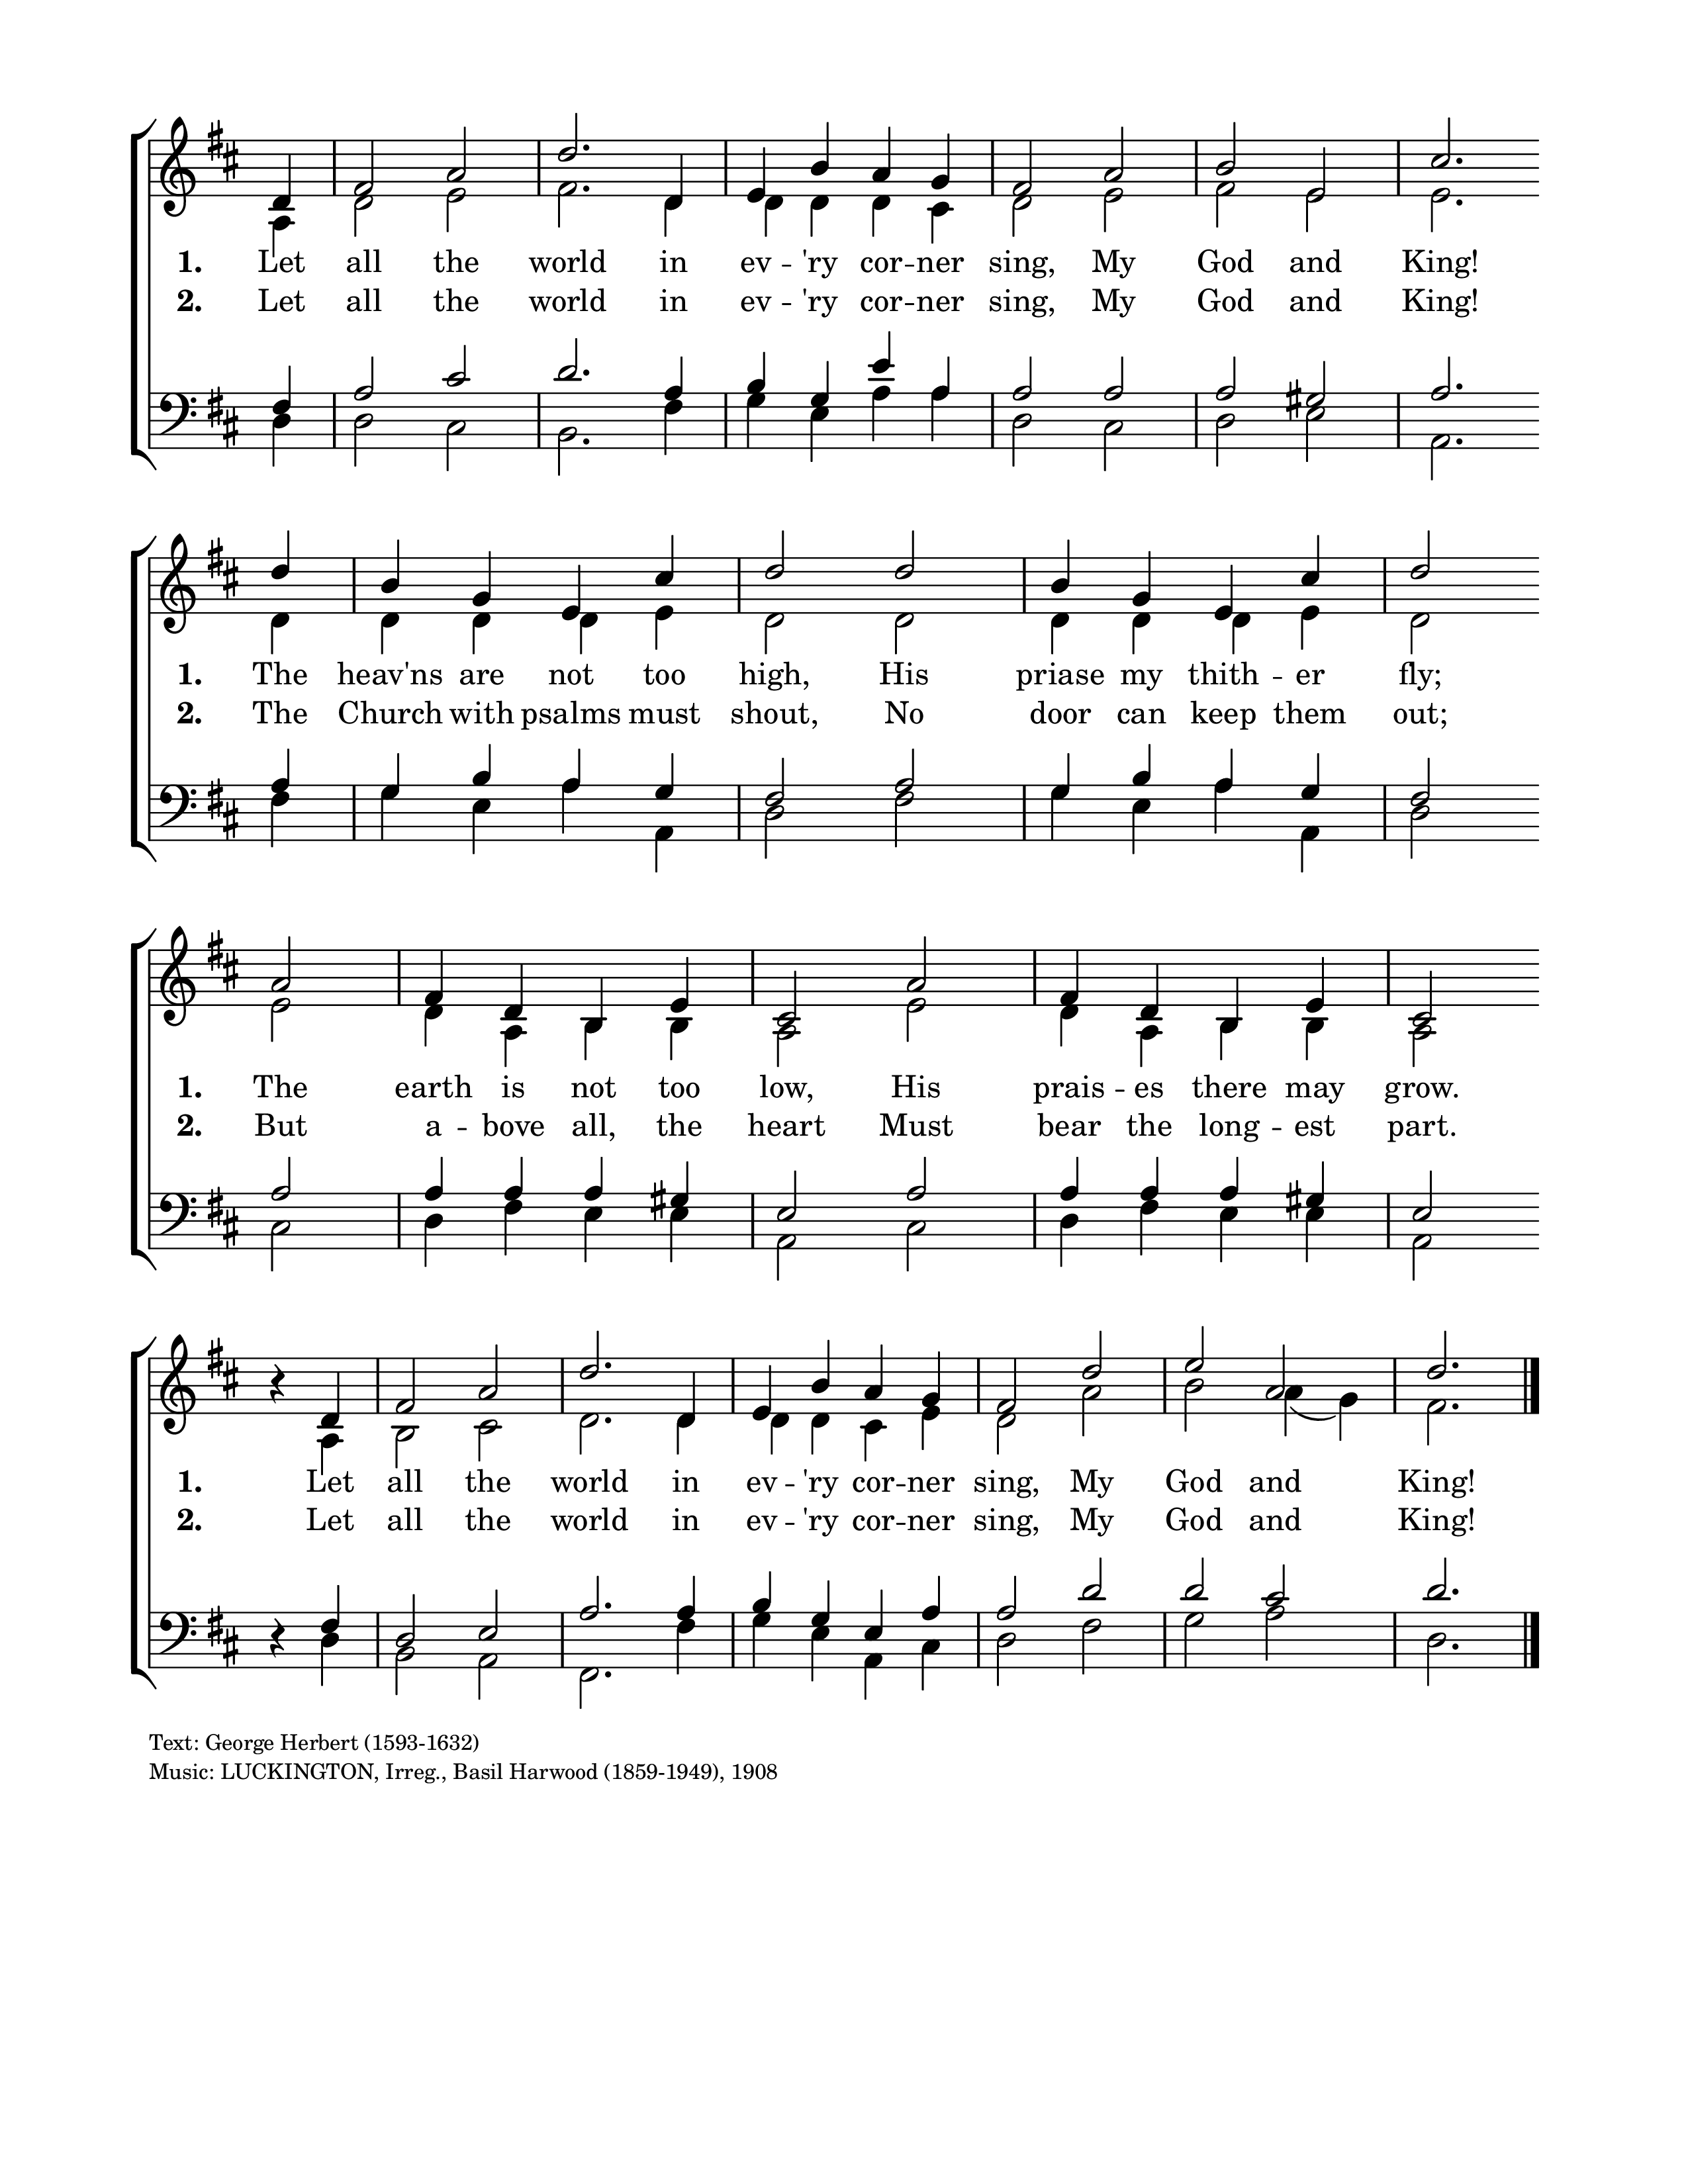 1. Let all the world in ev - 'ry cor - ner sing, My God and King!
2. Let all the world in ev - 'ry cor - ner sing, My God and King!
1. The heav'ns are not too high, His priase my thith - er fly;
2. The Church with psalms must shout, No door can keep them out;
1. The earth is not too low, His prais - es there may grow.
2. But a - bove all, the heart Must bear the long - est part.
1. Let all the world in ev - 'ry cor - ner sing, My God and King!
2. Let all the world in ev - 'ry cor - ner sing, My God and King!
Text: George Herbert (1593-1632)
Music: LUCKINGTON, Irreg., Basil Harwood (1859-1949), 1908